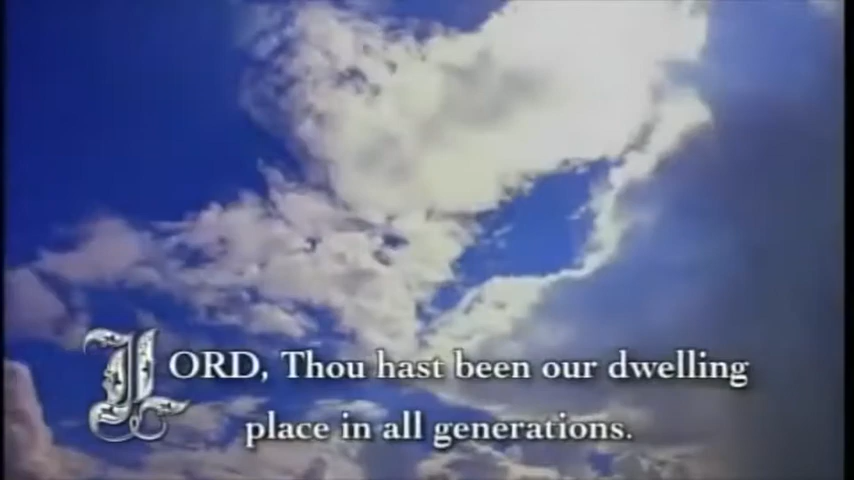 LORD, Thou hast been our dwelling
place in all generations.